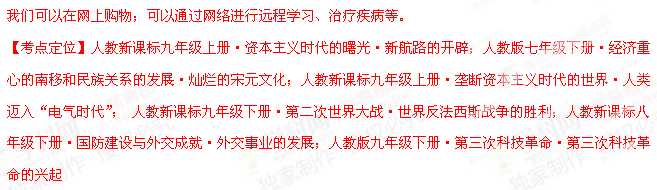 我们可以在网上购物；可以通过网络进行远程学习、治疗疾病等。
【考点定位】人教新课标九年级上册·资本主义时代的曙光·新航路的开辟；人教版七年级下册·经济重
心的南移和民族关系的发展·灿烂的宋元文化；人教新课标九年级上册·垄断资本主义时代的世界·人类
迈入“电气时代”； 人教新课标九年级下册·第二次世界大战·世界反法西斯战争的胜利；人教新课标八
年级下册·国防建设与外交成就·外交事业的发展；人教版九年级下册·第三次科技革命·第三次科技革
命的兴起